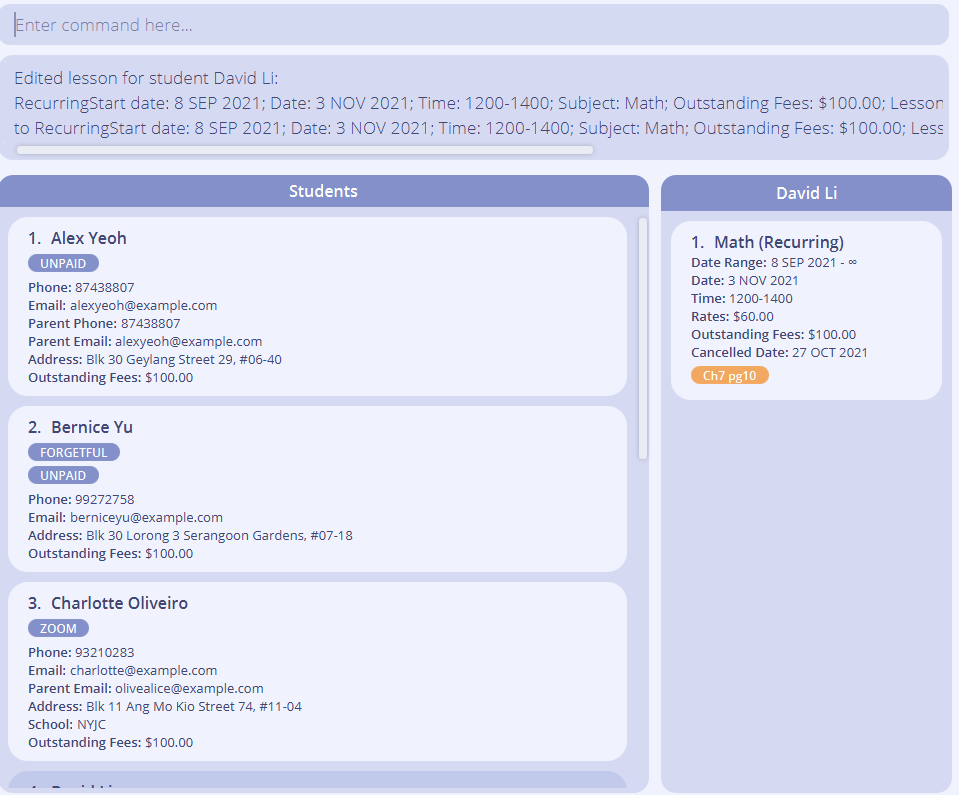 Enter command here...
Edited lesson for student David Li:
RecurringStart date: 8 SEP 2021; Date: 3 NOV 2021; Time: 1200-1400; Subject: Math; Outstanding Fees: $100.00; Lesson
to RecurringStart date: 8 SEP 2021; Date: 3 NOV 2021; Time: 1200-1400; Subject: Math; Outstanding Fees: $100.00; Less
Students
1. Alex Yeoh
UNPAID
Phone: 87438807
Email: alexyeoh@example.com
Parent Phone: 87438807
Parent Email: alexyeoh@example.com
Address: Blk 30 Geylang Street 29, #06-40
Outstanding Fees: $100.00
2. Bernice Yu
FORGETFUL
UNPAID
Phone: 99272758
Email: berniceyu@example.com
Address: Blk 30 Lorong 3 Serangoon Gardens, #07-18
Outstanding Fees: $100.00
3. Charlotte Oliveiro
ZOOM
Phone: 93210283
Email: charlotte@example.com
Parent Email: olivealice@example.com
Address: Blk 11 Ang Mo Kio Street 74, #11-04
School: NYJC
Outstanding Fees: $100.00
David Li
1. Math (Recurring)
Date Range: 8 SEP 2021 - ∞
Date: 3 NOV 2021
Time: 1200-1400
Rates: $60.00
Outstanding Fees: $100.00
Cancelled Date: 27 OCT 2021
Ch7 pg10